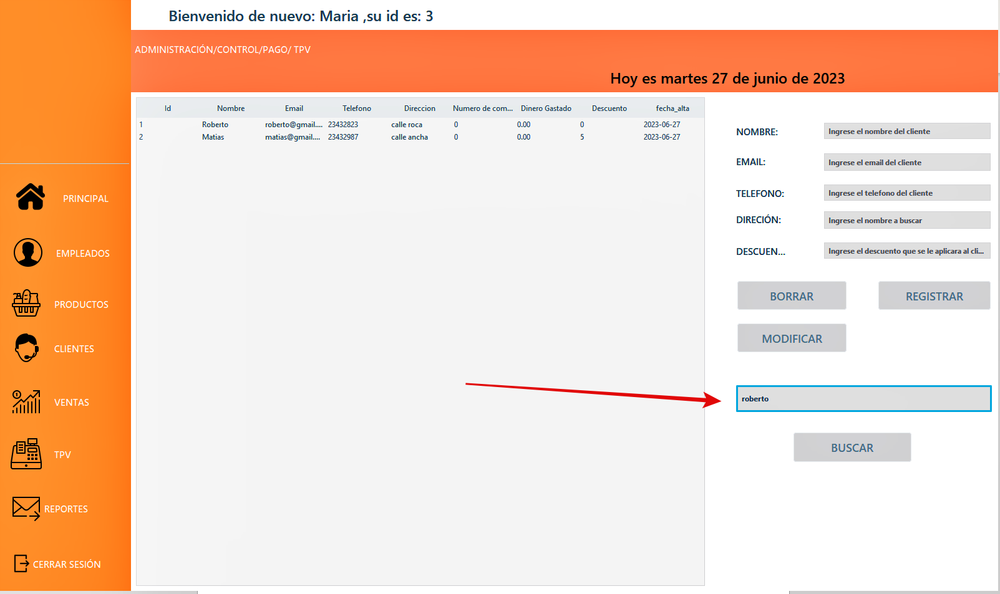 Bienvenido de nuevo: Maria ,su id es: 3
ADMINISTRACIÓN/CONTROL/PAGO/ TPV
Hoy es martes 27 de junio de 2023
PRINCIPAL
EMPLEADOS
PRODUCTOS
CLIENTES
VENTAS
TPV
REPORTES
CERRAR SESIÓN
Id Nombre Email Telefono Direccion Numero de com... Dinero Gastado Descuento fecha_alta
1 Roberto roberto@gmail.... 23432823 calle roca 0 0.00 0 2023-06-27
2 Matias matias@gmail.... 23432987 calle ancha 0 0.00 5 2023-06-27
NOMBRE: Ingrese el nombre del cliente
EMAIL: Ingrese el email del cliente
TELEFONO: Ingrese el telefono del cliente
DIRECIÓN: Ingrese el nombre a buscar
DESCUEN... Ingrese el descuento que se le aplicara al cli...
BORRAR REGISTRAR
MODIFICAR
roberto
BUSCAR